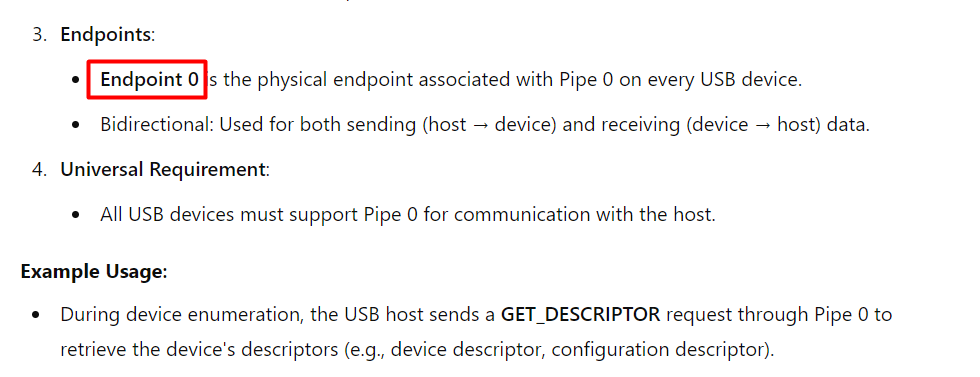 3. Endpoints:
• Endpoint 0 is the physical endpoint associated with Pipe 0 on every USB device.
• Bidirectional: Used for both sending (host → device) and receiving (device → host) data.
4. Universal Requirement:
• All USB devices must support Pipe 0 for communication with the host.
Example Usage:
• During device enumeration, the USB host sends a GET_DESCRIPTOR request through Pipe 0 to
retrieve the device's descriptors (e.g., device descriptor, configuration descriptor).